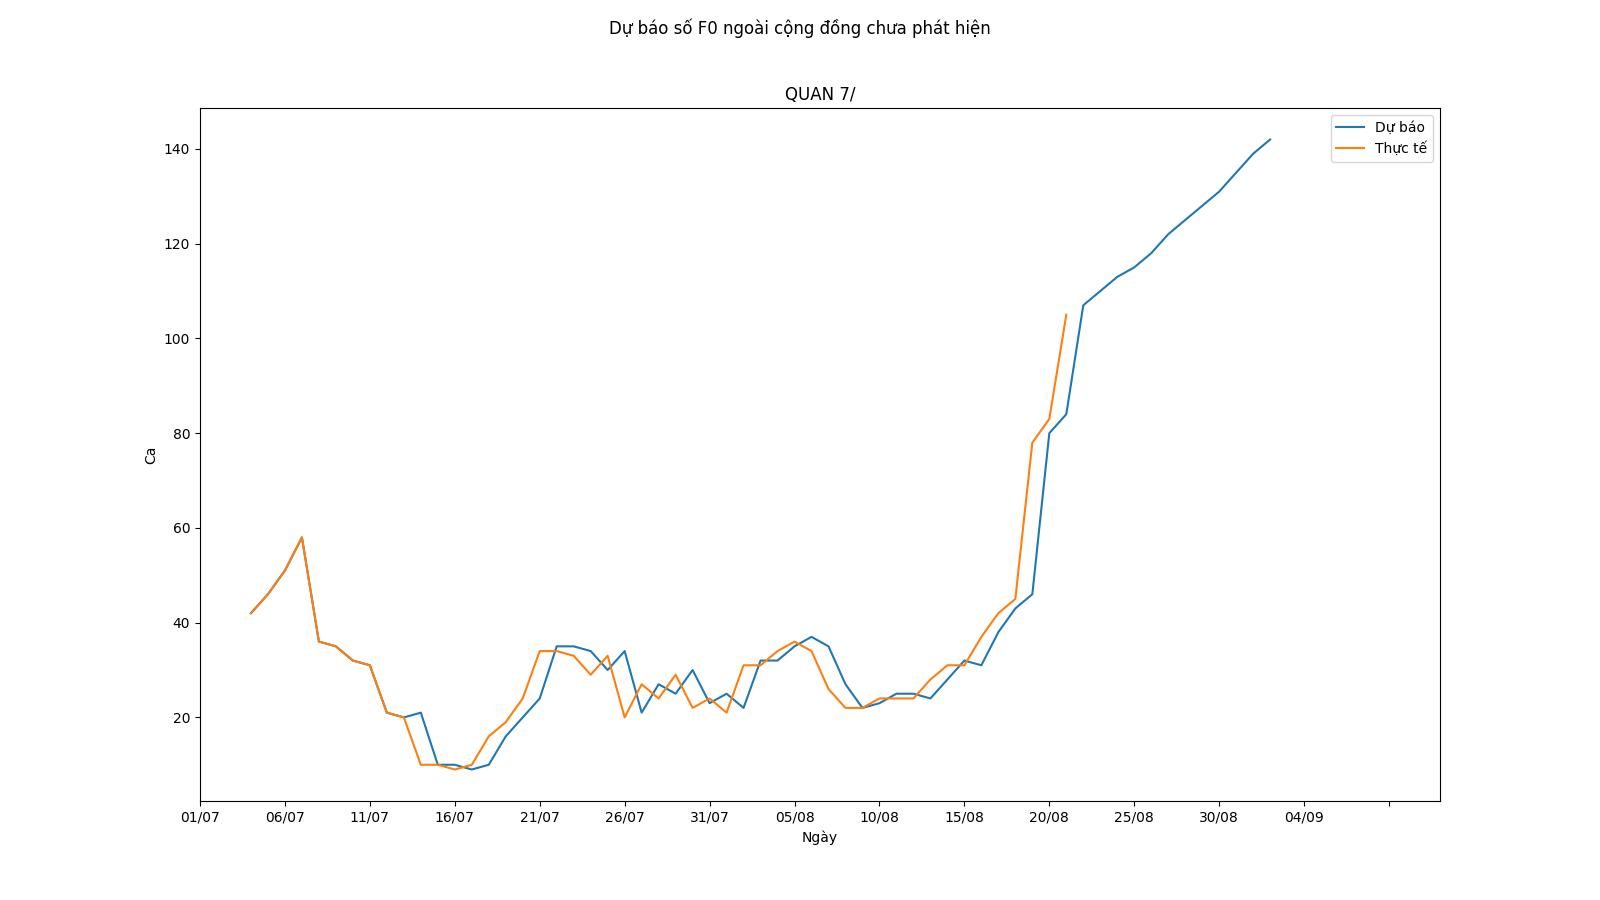 Dự báo số F0 ngoài cộng đồng chưa phát hiện
QUAN 7/
Dự báo
Thực tế
140
120
100
80
60
40
20
Ca
01/07 06/07 11/07 16/07 21/07 26/07 31/07 05/08 10/08 15/08 20/08 25/08 30/08 04/09
Ngày